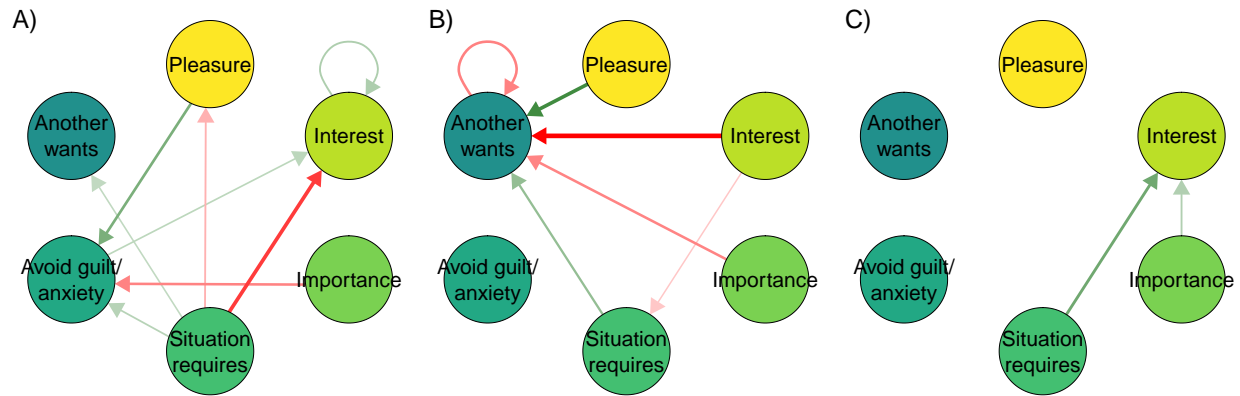 A)
Pleasure
Another
wants
Interest
Avoid guilt/
anxiety
Importance
Situation
requires
B)
Pleasure
Another
wants
Interest
Avoid guilt/
anxiety
Importance
Situation
requires
C)
Pleasure
Another
wants
Interest
Avoid guilt/
anxiety
Importance
Situation
requires